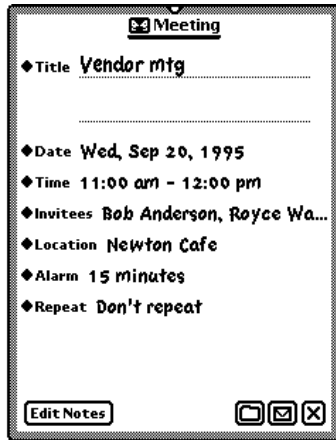 Meeting
Title Vendor mtg
Date Wed, Sep 20, 1995
Time 11:00 am - 12:00 pm
Invitees Bob Anderson, Royce Wa...
Location Newton Cafe
Alarm 15 minutes
Repeat Don't repeat
Edit Notes